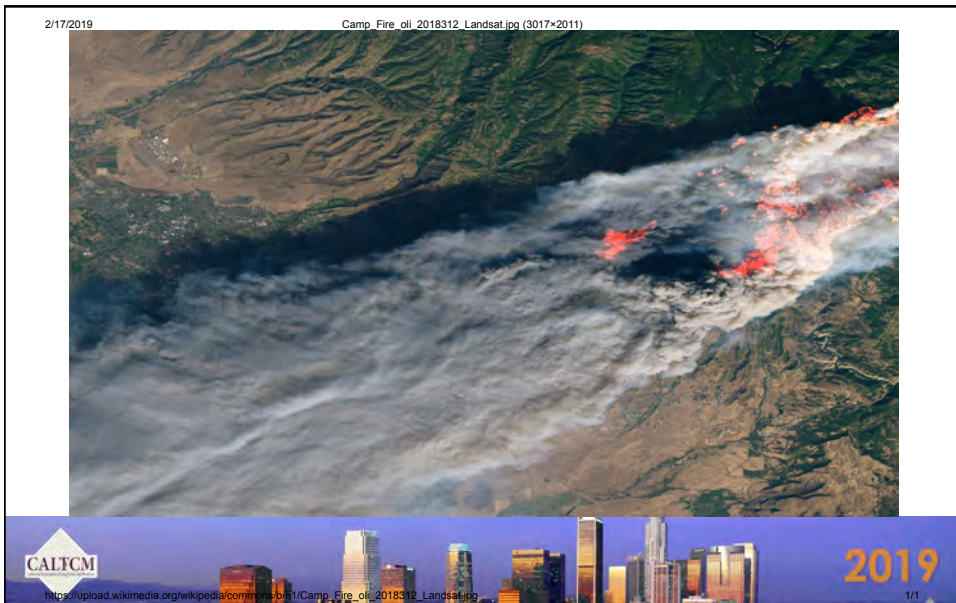 2/17/2019
Camp_Fire_oli_2018312_Landsat.jpg (3017×2011)
CALTCM
2019
https://upload.wikimedia.org/wikipedia/commons/b/51/Camp_Fire_oli_2018312_Landsat.jpg
1/1